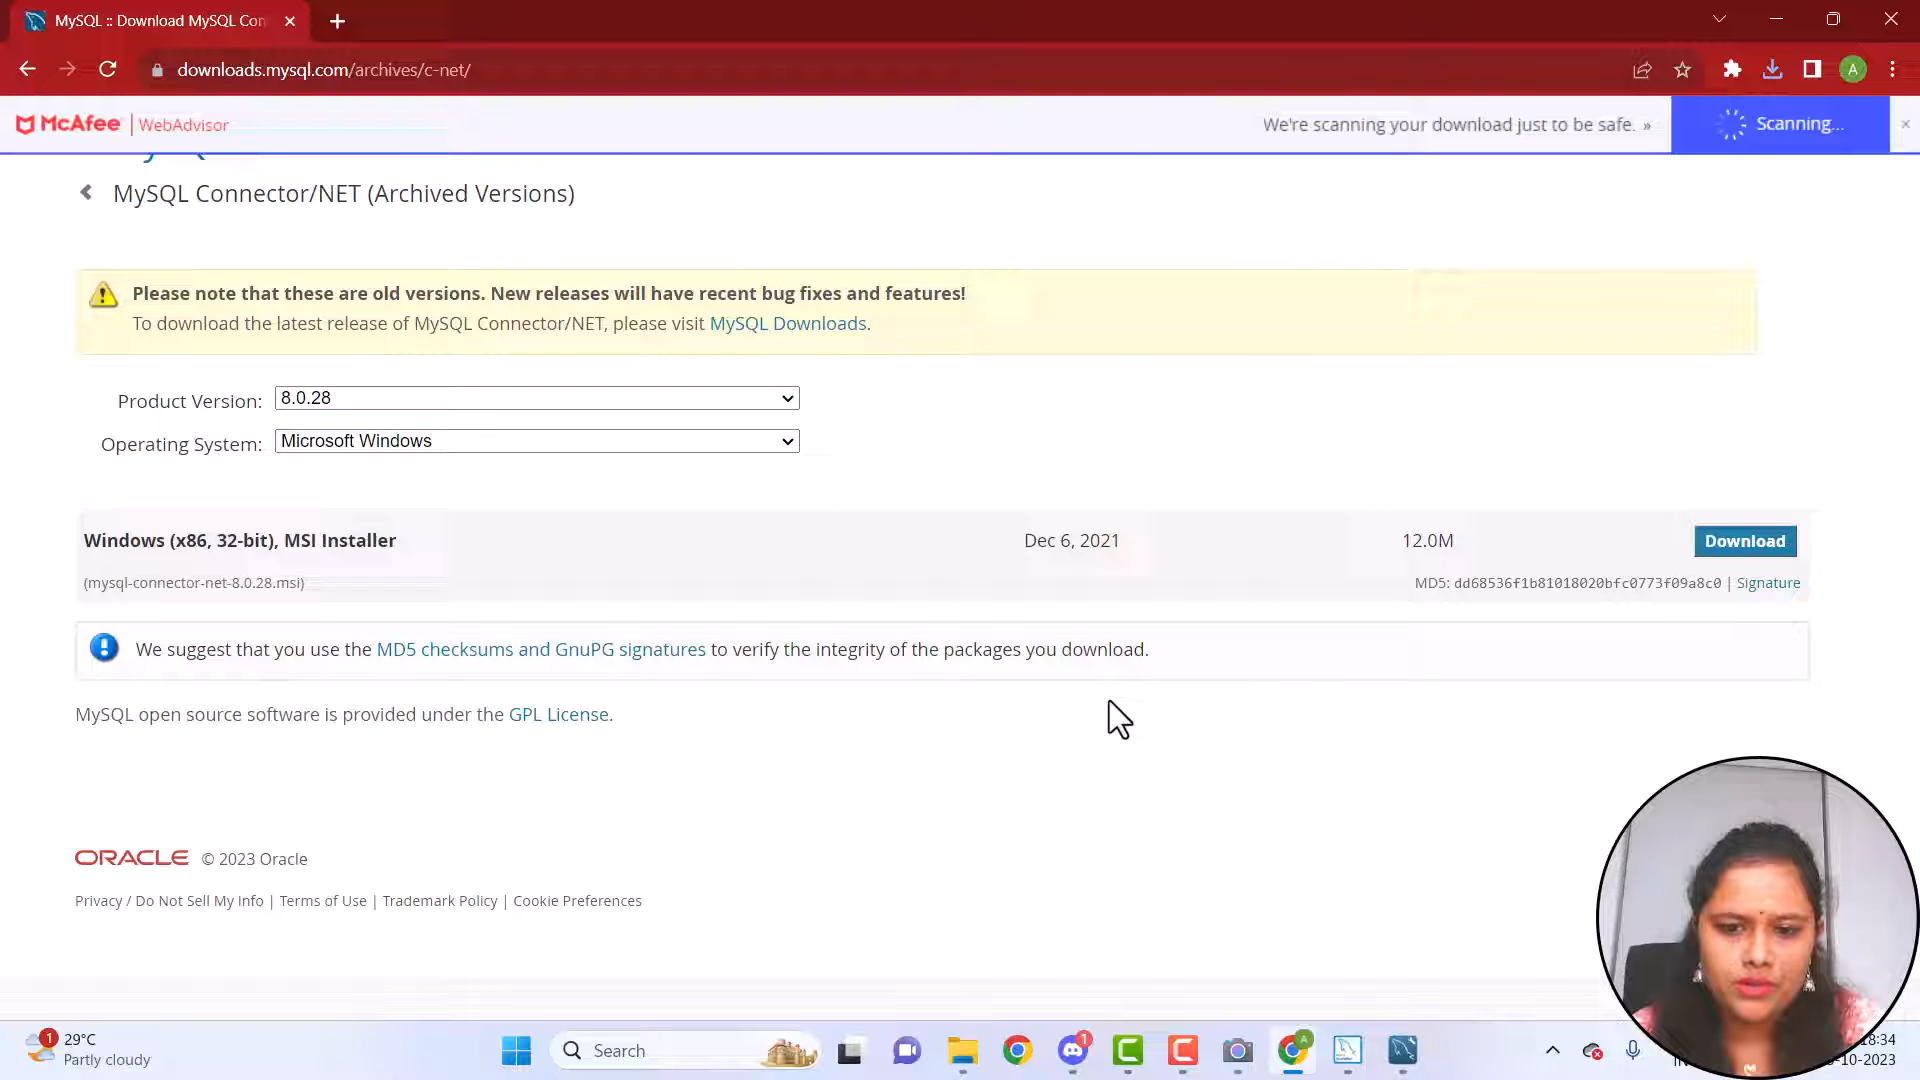 MySQL :: Download MySQL Con
downloads.mysql.com/archives/c-net/
A
McAfee | WebAdvisor
We're scanning your download just to be safe. »
Scanning...
MySQL Connector/NET (Archived Versions)
Please note that these are old versions. New releases will have recent bug fixes and features!
To download the latest release of MySQL Connector/NET, please visit MySQL Downloads.
Product Version: 8.0.28
Operating System: Microsoft Windows
Windows (x86, 32-bit), MSI Installer Dec 6, 2021 12.0M Download
(mysql-connector-net-8.0.28.msi) MD5: dd68536f1b81018020bfc0773f09a8c0 | Signature
We suggest that you use the MD5 checksums and GnuPG signatures to verify the integrity of the packages you download.
MySQL open source software is provided under the GPL License.
ORACLE © 2023 Oracle
Privacy / Do Not Sell My Info | Terms of Use | Trademark Policy | Cookie Preferences
1
29°C
Partly cloudy
Search
1
A
18:34
-10-2023